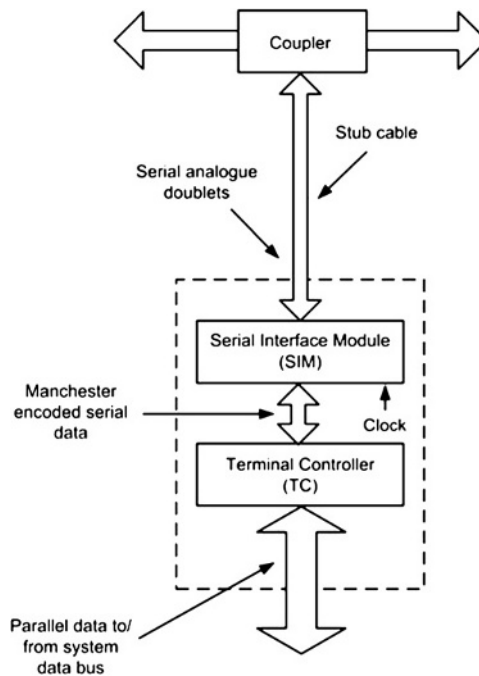 Coupler
Stub cable
Serial analogue
doublets
Serial Interface Module
(SIM)
Manchester
encoded serial
data
Clock
Terminal Controller
(TC)
Parallel data to/
from system
data bus